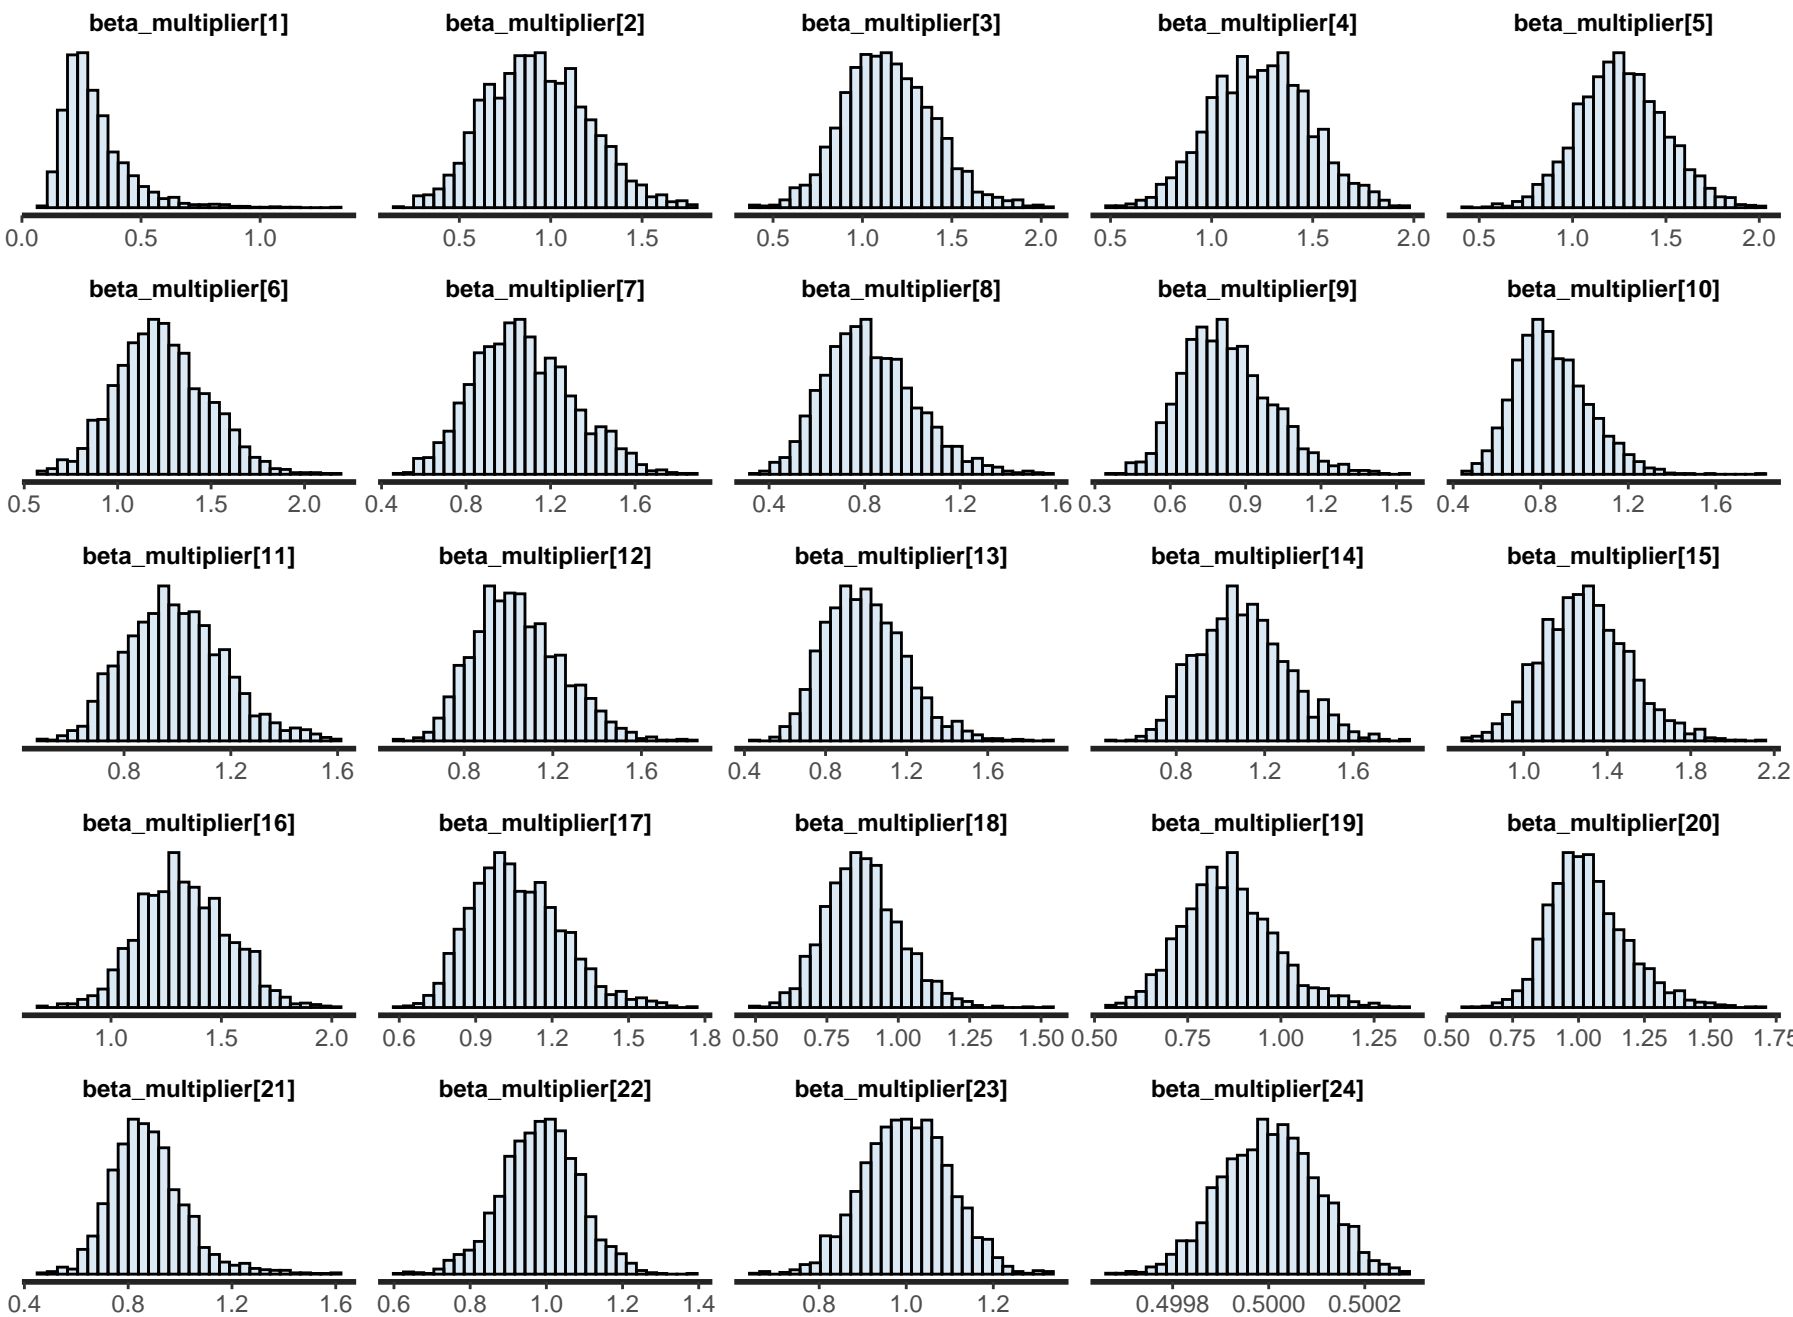 beta_multiplier[1] beta_multiplier[2] beta_multiplier[3] beta_multiplier[4] beta_multiplier[5]
0.0 0.5 1.0 0.5 1.0 1.5 0.5 1.0 1.5 2.0 0.5 1.0 1.5 2.0 0.5 1.0 1.5 2.0
beta_multiplier[6] beta_multiplier[7] beta_multiplier[8] beta_multiplier[9] beta_multiplier[10]
0.5 1.0 1.5 2.0 0.4 0.8 1.2 1.6 0.4 0.8 1.2 1.6 0.3 0.6 0.9 1.2 1.5 0.4 0.8 1.2 1.6
beta_multiplier[11] beta_multiplier[12] beta_multiplier[13] beta_multiplier[14] beta_multiplier[15]
0.8 1.2 1.6 0.8 1.2 1.6 0.4 0.8 1.2 1.6 0.8 1.2 1.6 1.0 1.4 1.8 2.2
beta_multiplier[16] beta_multiplier[17] beta_multiplier[18] beta_multiplier[19] beta_multiplier[20]
1.0 1.5 2.0 0.6 0.9 1.2 1.5 1.8 0.50 0.75 1.00 1.25 1.50 0.50 0.75 1.00 1.25 0.50 0.75 1.00 1.25 1.50 1.75
beta_multiplier[21] beta_multiplier[22] beta_multiplier[23] beta_multiplier[24]
0.4 0.8 1.2 1.6 0.6 0.8 1.0 1.2 1.4 0.8 1.0 1.2 0.4998 0.5000 0.5002